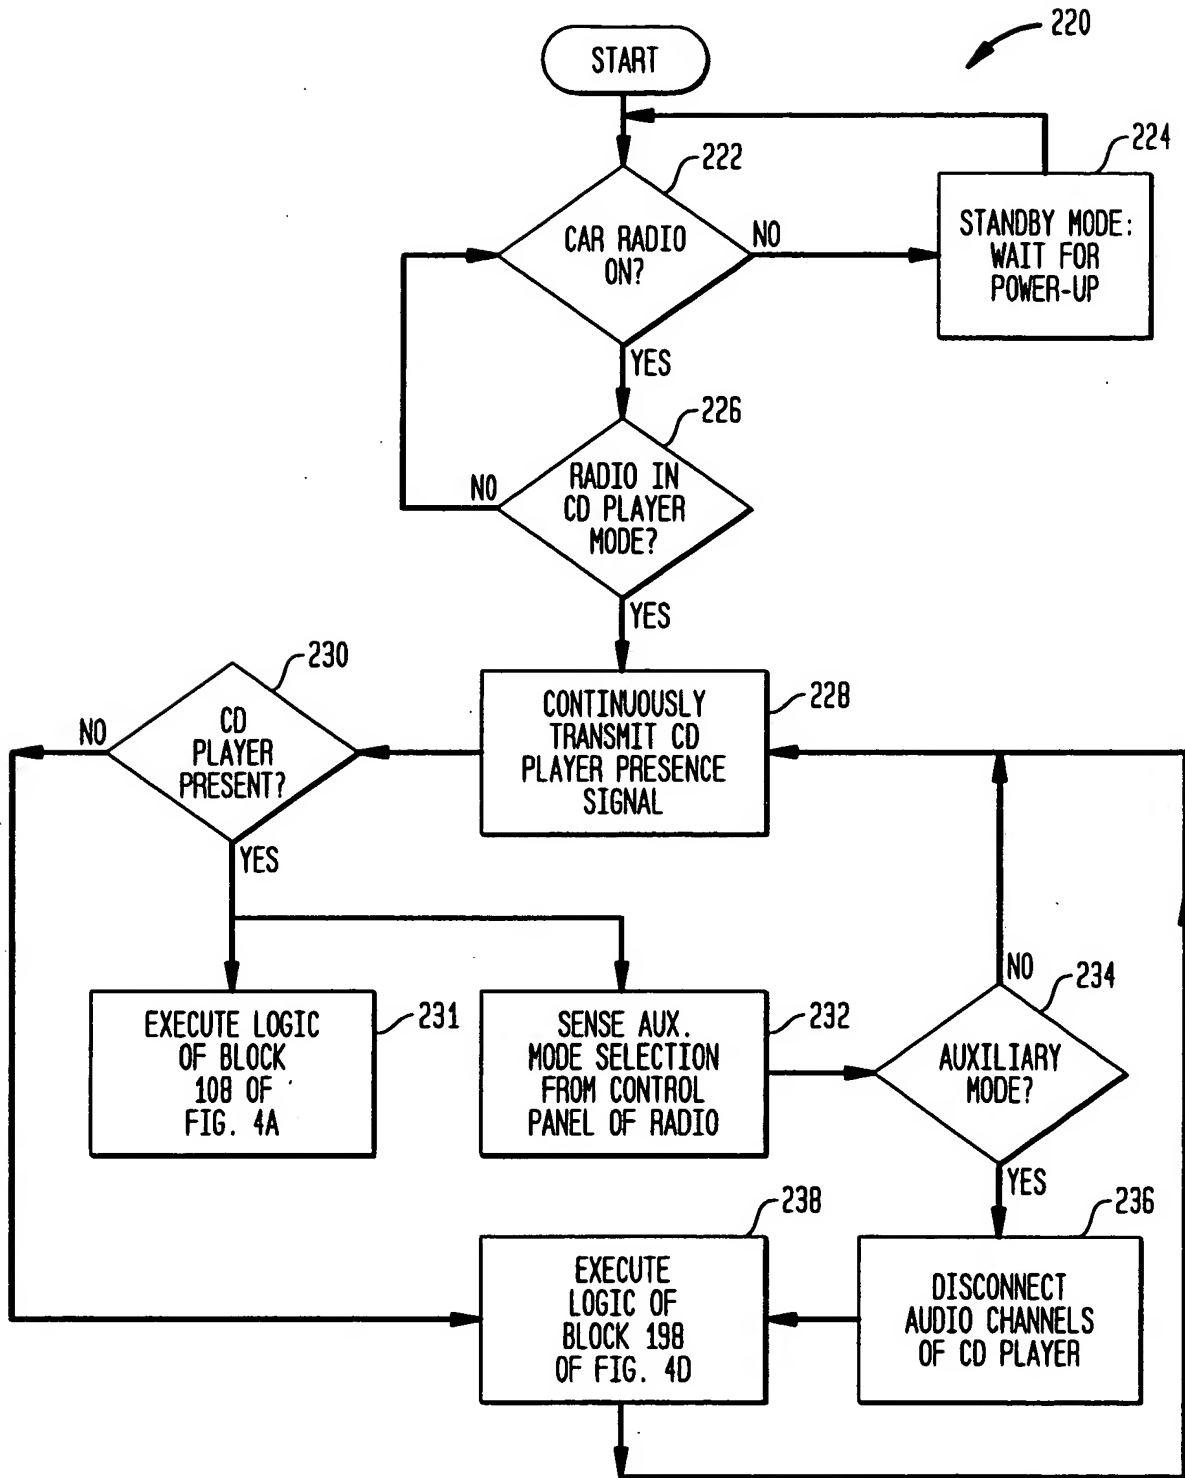 220
START
222
224
CAR RADIO
ON?
NO
STANDBY MODE:
WAIT FOR
POWER-UP
YES
226
RADIO IN
CD PLAYER
MODE?
NO
YES
230
228
CD
PLAYER
PRESENT?
NO
CONTINUOUSLY
TRANSMIT CD
PLAYER PRESENCE
SIGNAL
YES
231
EXECUTE LOGIC
OF BLOCK
108 OF
FIG. 4A
232
SENSE AUX.
MODE SELECTION
FROM CONTROL
PANEL OF RADIO
NO
234
AUXILIARY
MODE?
YES
238
EXECUTE
LOGIC OF
BLOCK 198
OF FIG. 4D
236
DISCONNECT
AUDIO CHANNELS
OF CD PLAYER